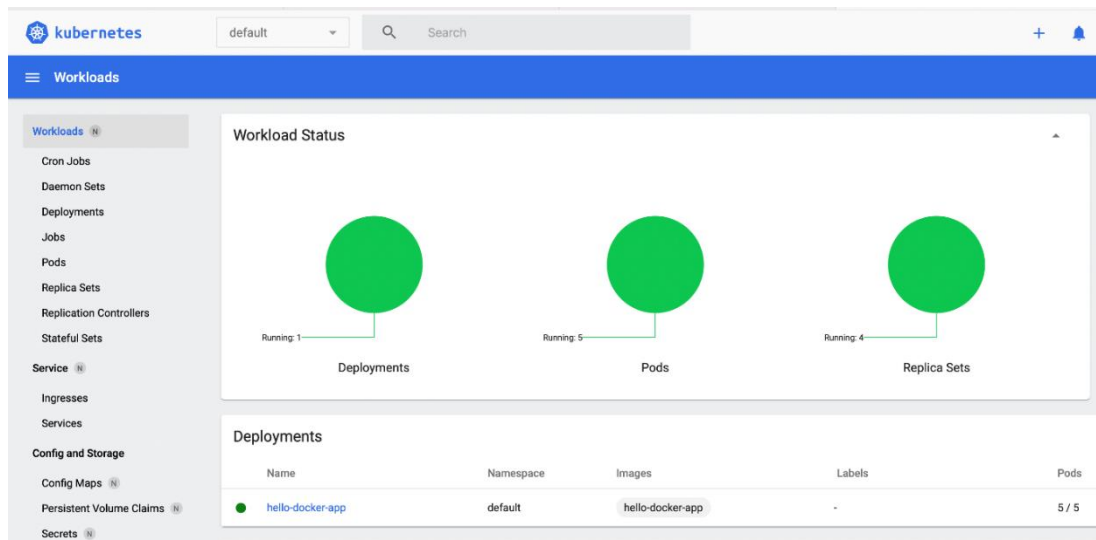 kubernetes
default
Search
+
Workloads
Workloads N
Cron Jobs
Daemon Sets
Deployments
Jobs
Pods
Replica Sets
Replication Controllers
Stateful Sets
Service N
Ingresses
Services
Config and Storage
Config Maps N
Persistent Volume Claims N
Secrets N
Workload Status
Running: 1
Deployments
Running: 5
Pods
Running: 4
Replica Sets
Deployments
Name Namespace Images Labels Pods
hello-docker-app default hello-docker-app - 5 / 5